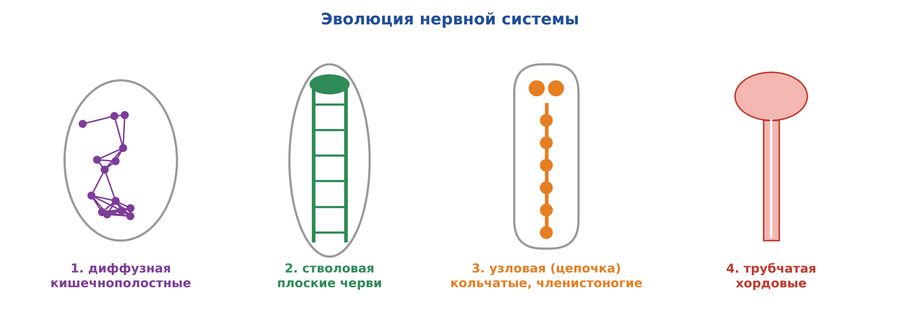 Эволюция нервной системы
1. диффузная
кишечнополостные
2. стволовая
плоские черви
3. узловая (цепочка)
кольчатые, членистоногие
4. трубчатая
хордовые